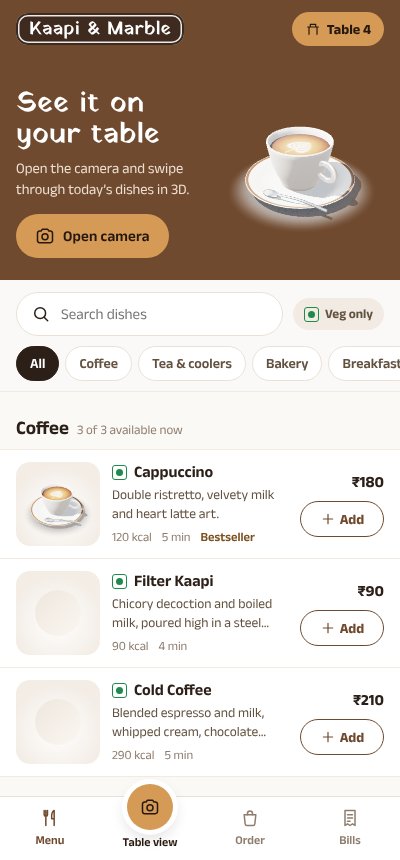 Kaapi & Marble
Table 4
See it on
your table
Open the camera and swipe
through today's dishes in 3D.
Open camera
Search dishes
Veg only
All
Coffee
Tea & coolers
Bakery
Breakfast
Coffee 3 of 3 available now
Cappuccino
₹180
Double ristretto, velvety milk
and heart latte art.
Add
120 kcal 5 min Bestseller
Filter Kaapi
₹90
Chicory decoction and boiled
milk, poured high in a steel...
Add
90 kcal 4 min
Cold Coffee
₹210
Blended espresso and milk,
whipped cream, chocolate...
Add
290 kcal 5 min
Menu
Table view
Order
Bills